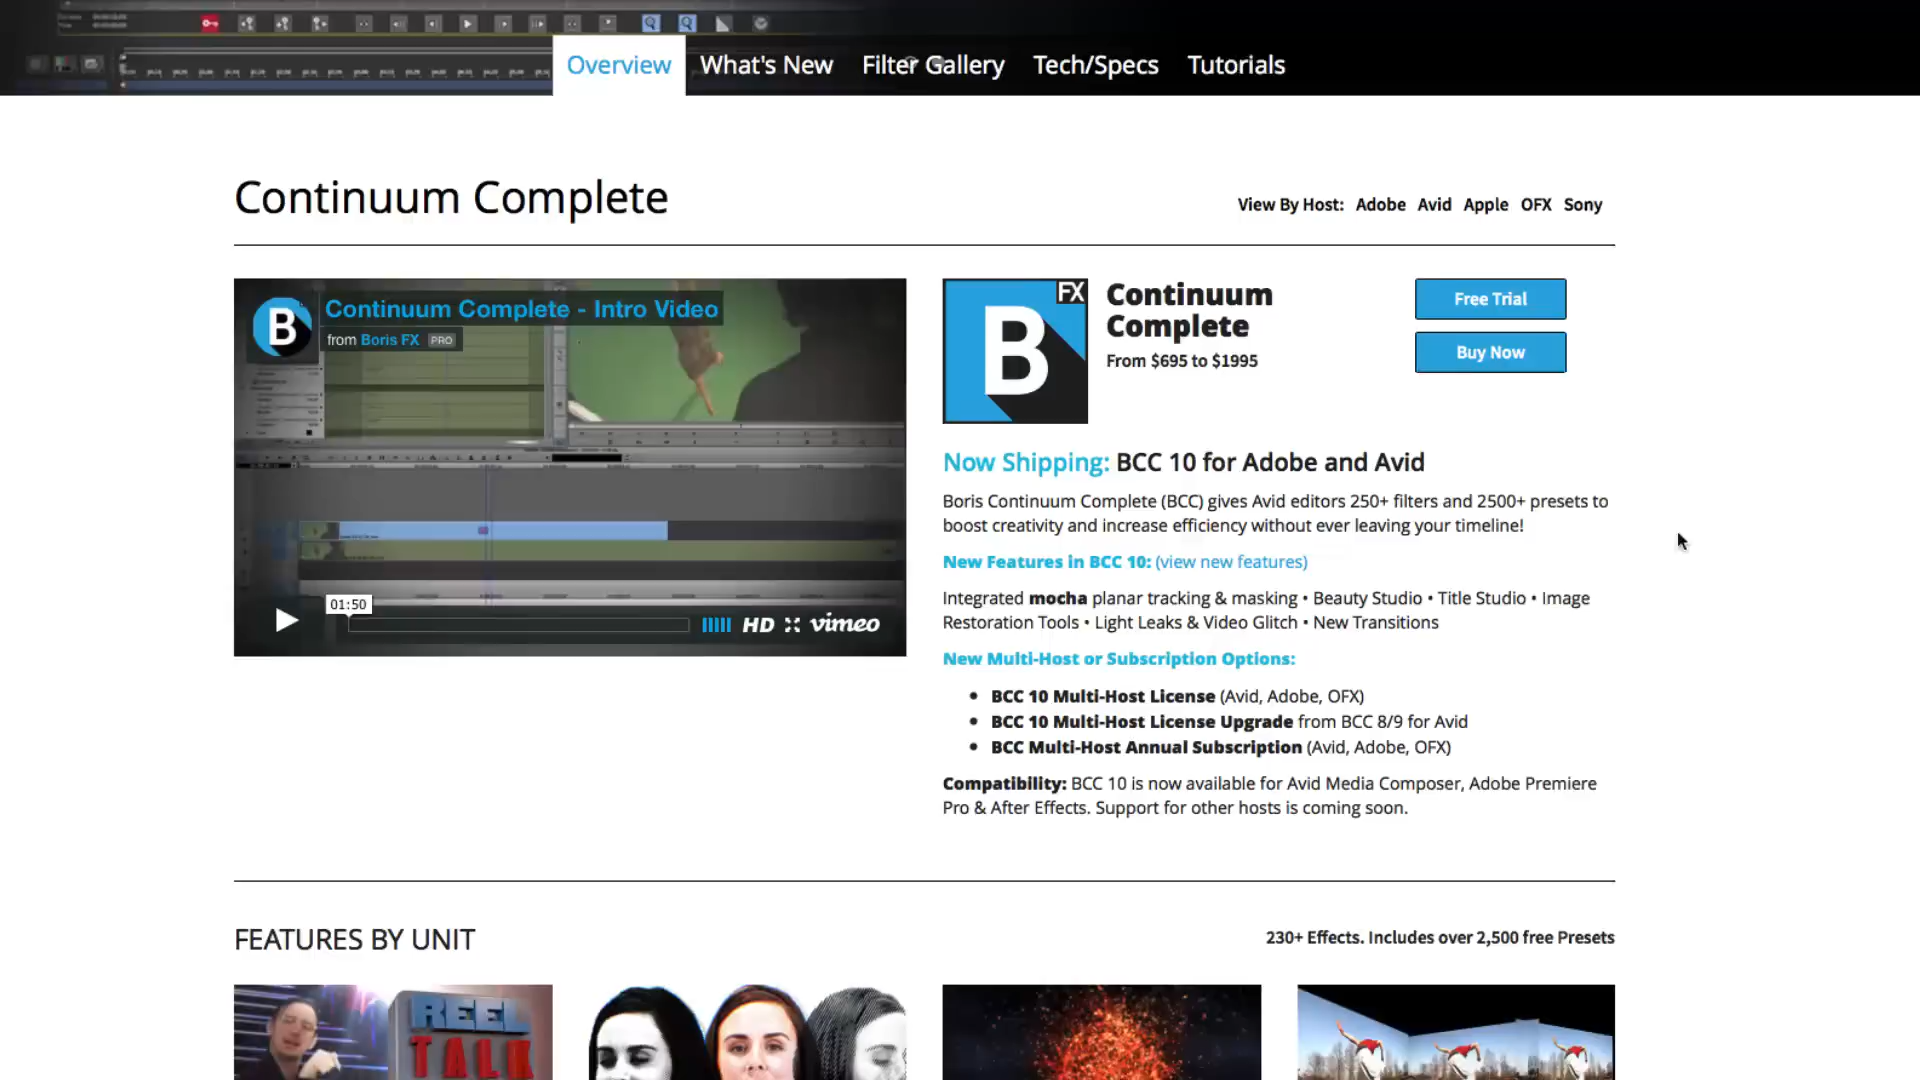 Overview What's New Filter Gallery Tech/Specs Tutorials
Continuum Complete
View By Host: Adobe Avid Apple OFX Sony
B
Continuum Complete - Intro Video
from Boris FX PRO
01:50
HD vimeo
FX
B
Continuum
Complete
From $695 to $1995
Free Trial
Buy Now
Now Shipping: BCC 10 for Adobe and Avid
Boris Continuum Complete (BCC) gives Avid editors 250+ filters and 2500+ presets to
boost creativity and increase efficiency without ever leaving your timeline!
New Features in BCC 10: (view new features)
Integrated mocha planar tracking & masking • Beauty Studio • Title Studio • Image
Restoration Tools • Light Leaks & Video Glitch • New Transitions
New Multi-Host or Subscription Options:
• BCC 10 Multi-Host License (Avid, Adobe, OFX)
• BCC 10 Multi-Host License Upgrade from BCC 8/9 for Avid
• BCC Multi-Host Annual Subscription (Avid, Adobe, OFX)
Compatibility: BCC 10 is now available for Avid Media Composer, Adobe Premiere
Pro & After Effects. Support for other hosts is coming soon.
FEATURES BY UNIT
230+ Effects. Includes over 2,500 free Presets
REEL
TALK